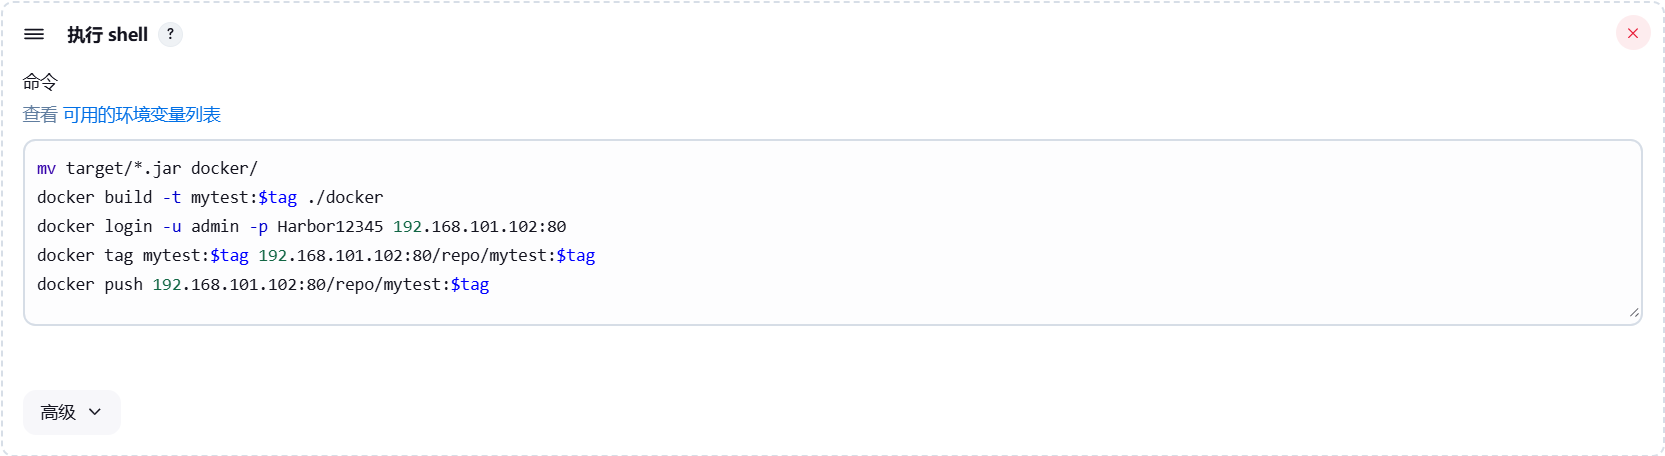 执行 shell ?
命令
查看 可用的环境变量列表
mv target/*.jar docker/
docker build -t mytest:$tag ./docker
docker login -u admin -p Harbor12345 192.168.101.102:80
docker tag mytest:$tag 192.168.101.102:80/repo/mytest:$tag
docker push 192.168.101.102:80/repo/mytest:$tag
高级